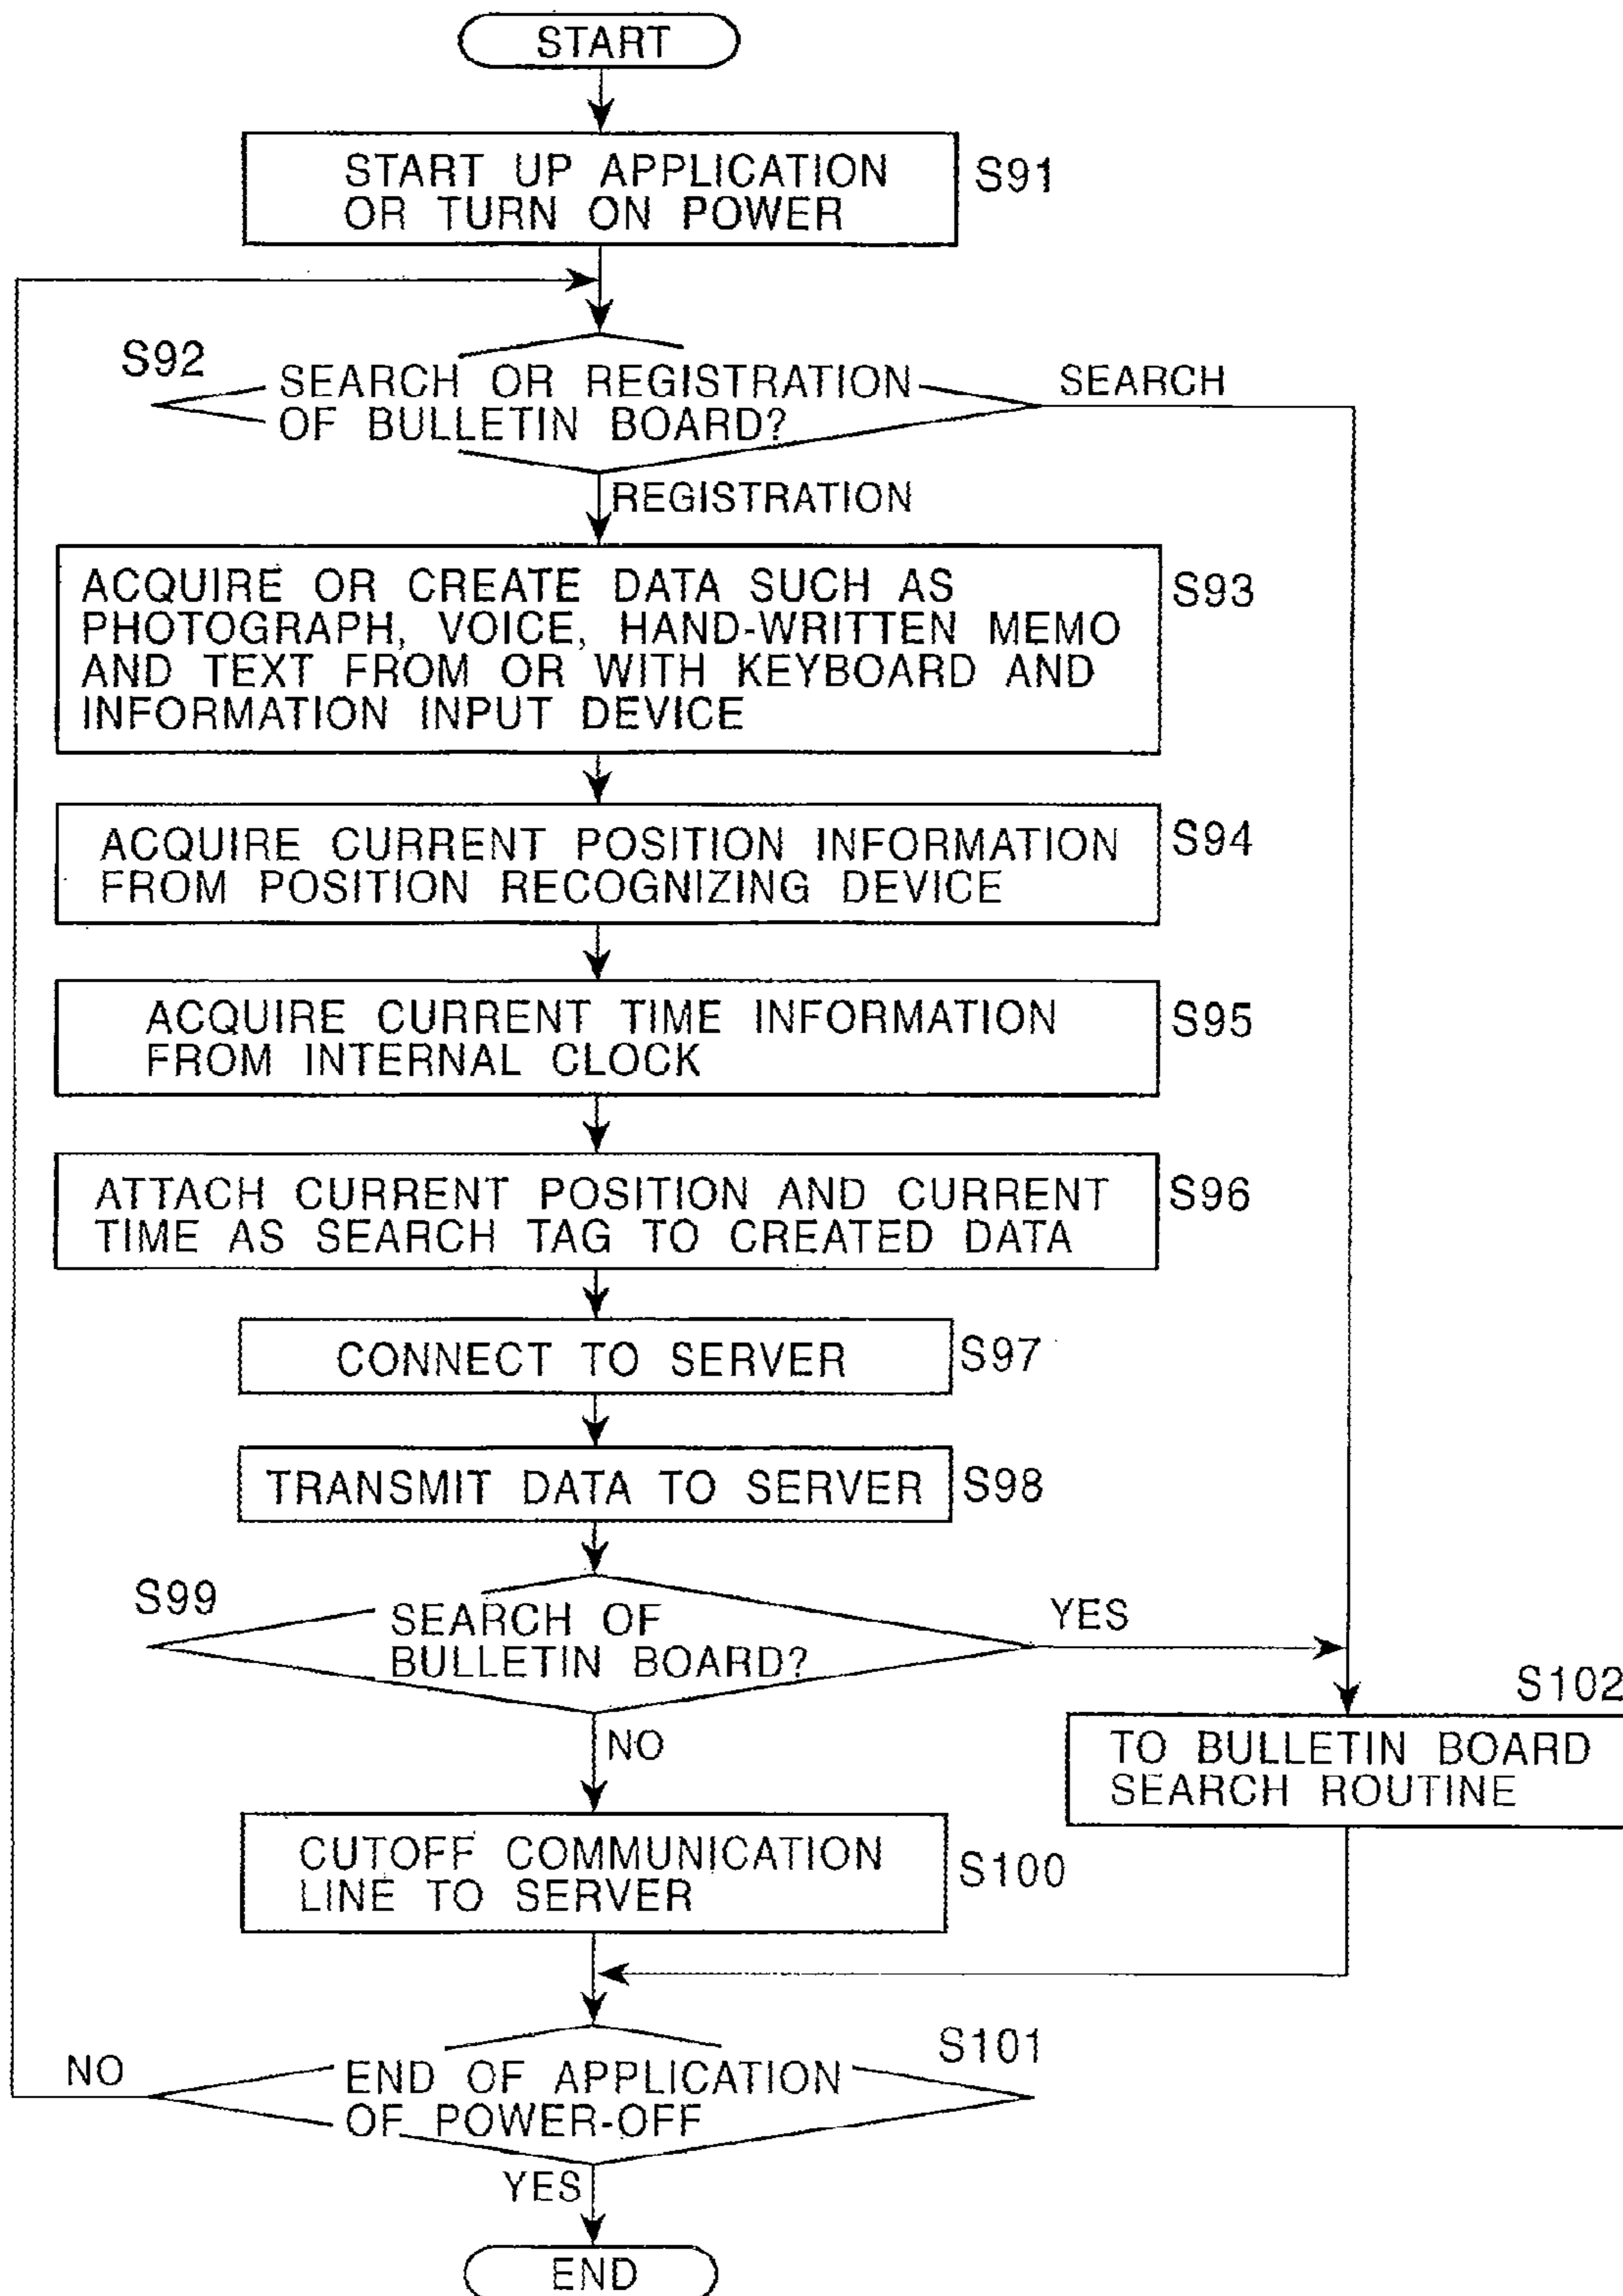 START
START UP APPLICATION
OR TURN ON POWER
S91
S92
SEARCH OR REGISTRATION
OF BULLETIN BOARD?
SEARCH
REGISTRATION
ACQUIRE OR CREATE DATA SUCH AS
PHOTOGRAPH, VOICE, HAND-WRITTEN MEMO
AND TEXT FROM OR WITH KEYBOARD AND
INFORMATION INPUT DEVICE
S93
ACQUIRE CURRENT POSITION INFORMATION
FROM POSITION RECOGNIZING DEVICE
S94
ACQUIRE CURRENT TIME INFORMATION
FROM INTERNAL CLOCK
S95
ATTACH CURRENT POSITION AND CURRENT
TIME AS SEARCH TAG TO CREATED DATA
S96
CONNECT TO SERVER
S97
TRANSMIT DATA TO SERVER
S98
S99
SEARCH OF
BULLETIN BOARD?
YES
NO
S102
TO BULLETIN BOARD
SEARCH ROUTINE
CUTOFF COMMUNICATION
LINE TO SERVER
S100
S101
NO
END OF APPLICATION
OF POWER-OFF
YES
END